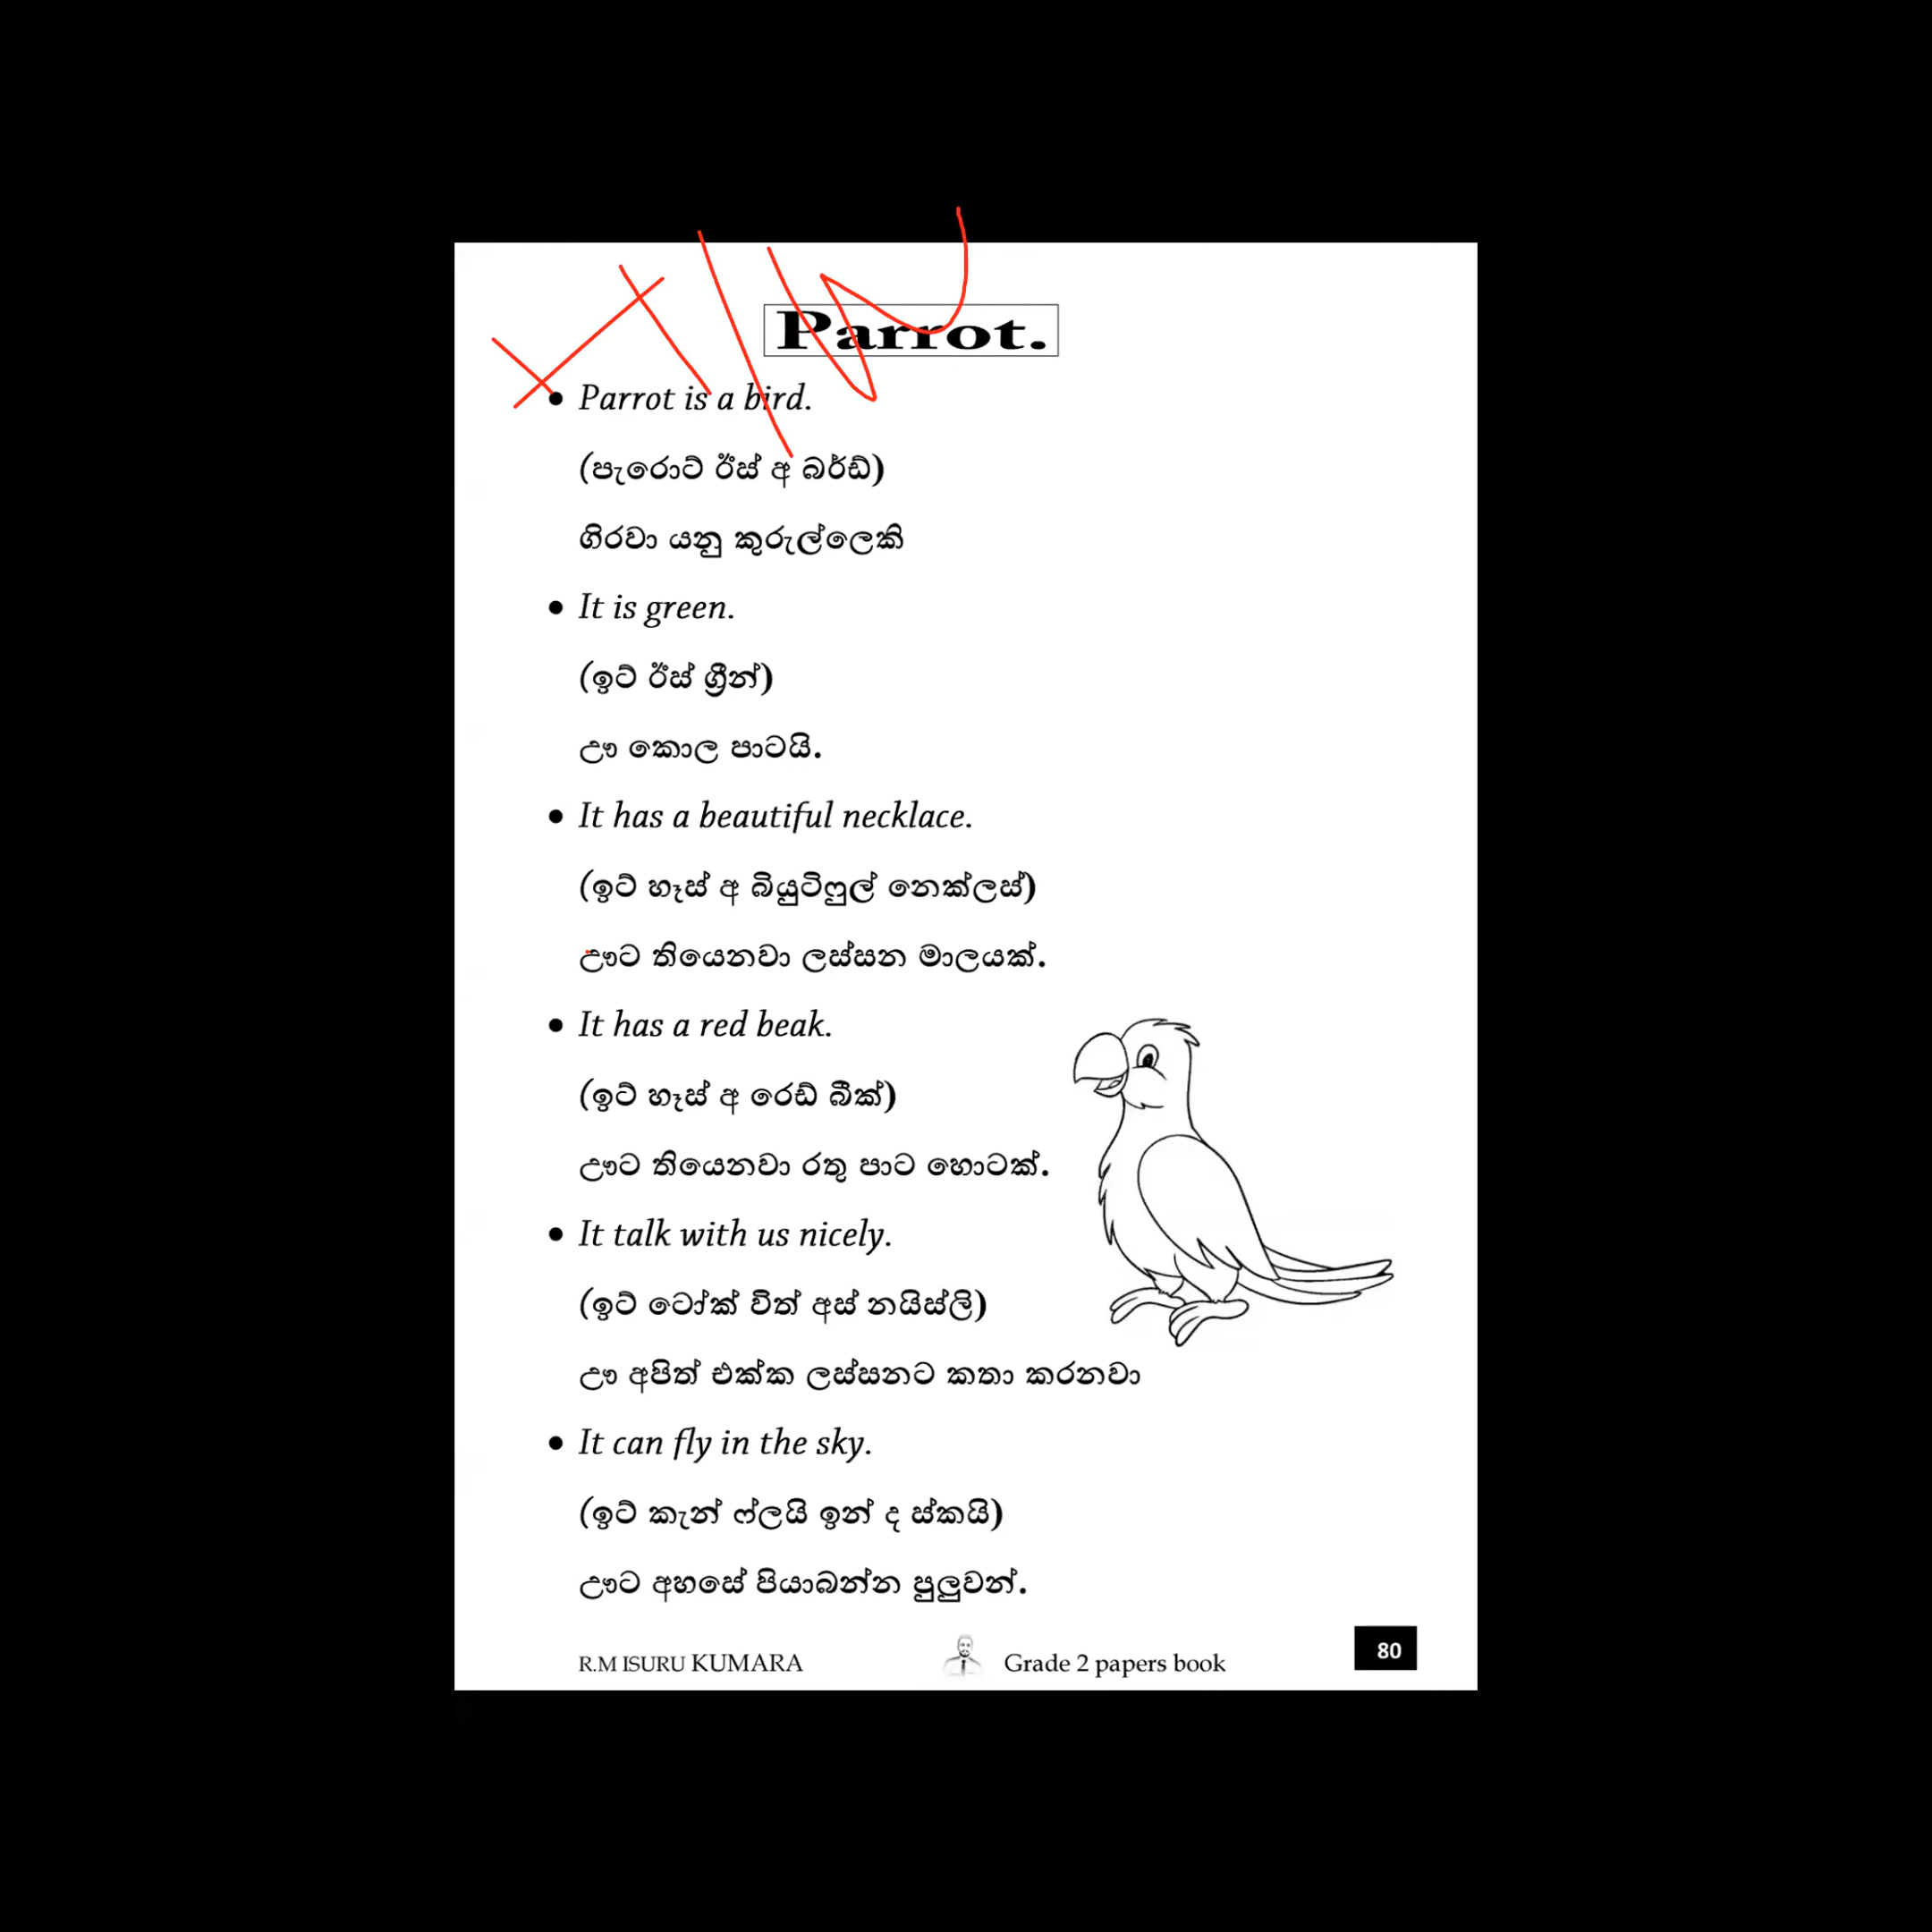 Parrot.
• Parrot is a bird.
(පැරොට් ඊස් අ බර්ඩ්)
ගිරවා යනු කුරුල්ලෙකි
• It is green.
(ඉට් ඊස් ග්‍රීන්)
ඌ කොල පාටයි.
• It has a beautiful necklace.
(ඉට් හෑස් අ බියුටිෆුල් නෙක්ලස්)
ඌට තියෙනවා ලස්සන මාලයක්.
• It has a red beak.
(ඉට් හෑස් අ රෙඩ් බීක්)
ඌට තියෙනවා රතු පාට හොටක්.
• It talk with us nicely.
(ඉට් ටෝක් විත් අස් නයිස්ලි)
ඌ අපිත් එක්ක ලස්සනට කතා කරනවා
• It can fly in the sky.
(ඉට් කැන් ෆ්ලයි ඉන් ද ස්කයි)
ඌට අහසේ පියාබන්න පුලුවන්.
R.M ISURU KUMARA Grade 2 papers book 80